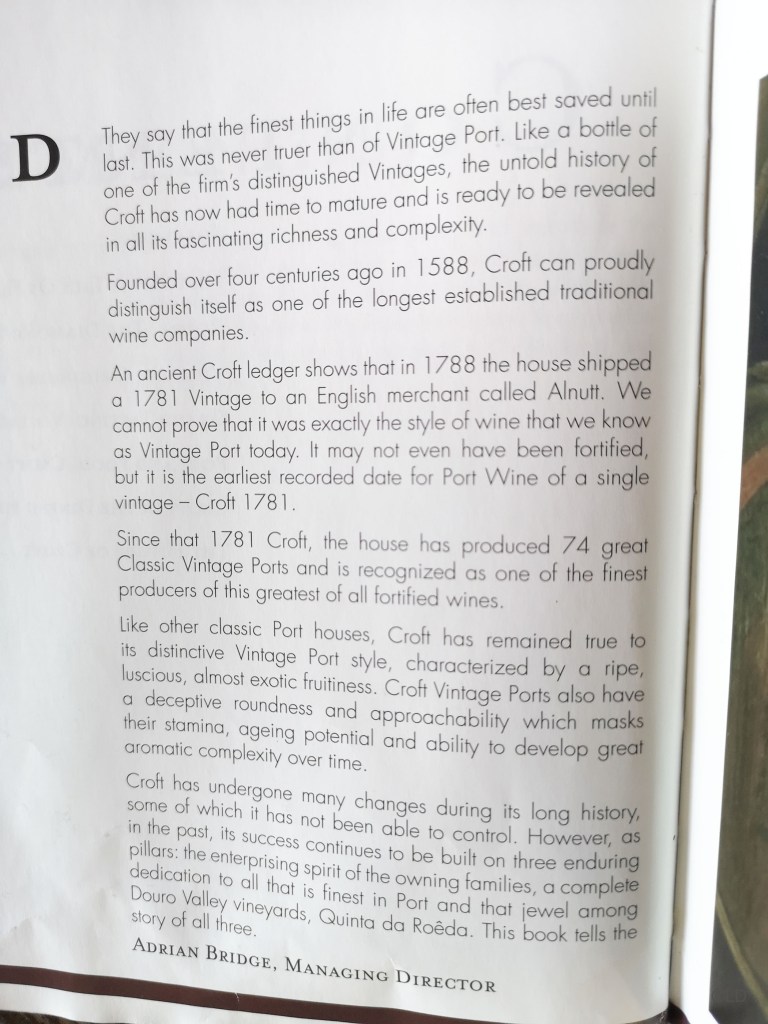 D
They say that the finest things in life are often best saved until
last. This was never truer than of Vintage Port. Like a bottle of
one of the firm's distinguished Vintages, the untold history of
Croft has now had time to mature and is ready to be revealed
in all its fascinating richness and complexity.
Founded over four centuries ago in 1588, Croft can proudly
distinguish itself as one of the longest established traditional
wine companies.
An ancient Croft ledger shows that in 1788 the house shipped
a 1781 Vintage to an English merchant called Alnutt. We
cannot prove that it was exactly the style of wine that we know
as Vintage Port today. It may not even have been fortified,
but it is the earliest recorded date for Port Wine of a single
vintage – Croft 1781.
Since that 1781 Croft, the house has produced 74 great
Classic Vintage Ports and is recognized as one of the finest
producers of this greatest of all fortified wines.
Like other classic Port houses, Croft has remained true to
its distinctive Vintage Port style, characterized by a ripe,
luscious, almost exotic fruitiness. Croft Vintage Ports also have
a deceptive roundness and approachability which masks
their stamina, ageing potential and ability to develop great
aromatic complexity over time.
Croft has undergone many changes during its long history,
some of which it has not been able to control. However, as
in the past, its success continues to be built on three enduring
pillars: the enterprising spirit of the owning families, a complete
dedication to all that is finest in Port and that jewel among
Douro Valley vineyards, Quinta da Roêda. This book tells the
story of all three.
ADRIAN BRIDGE, MANAGING DIRECTOR